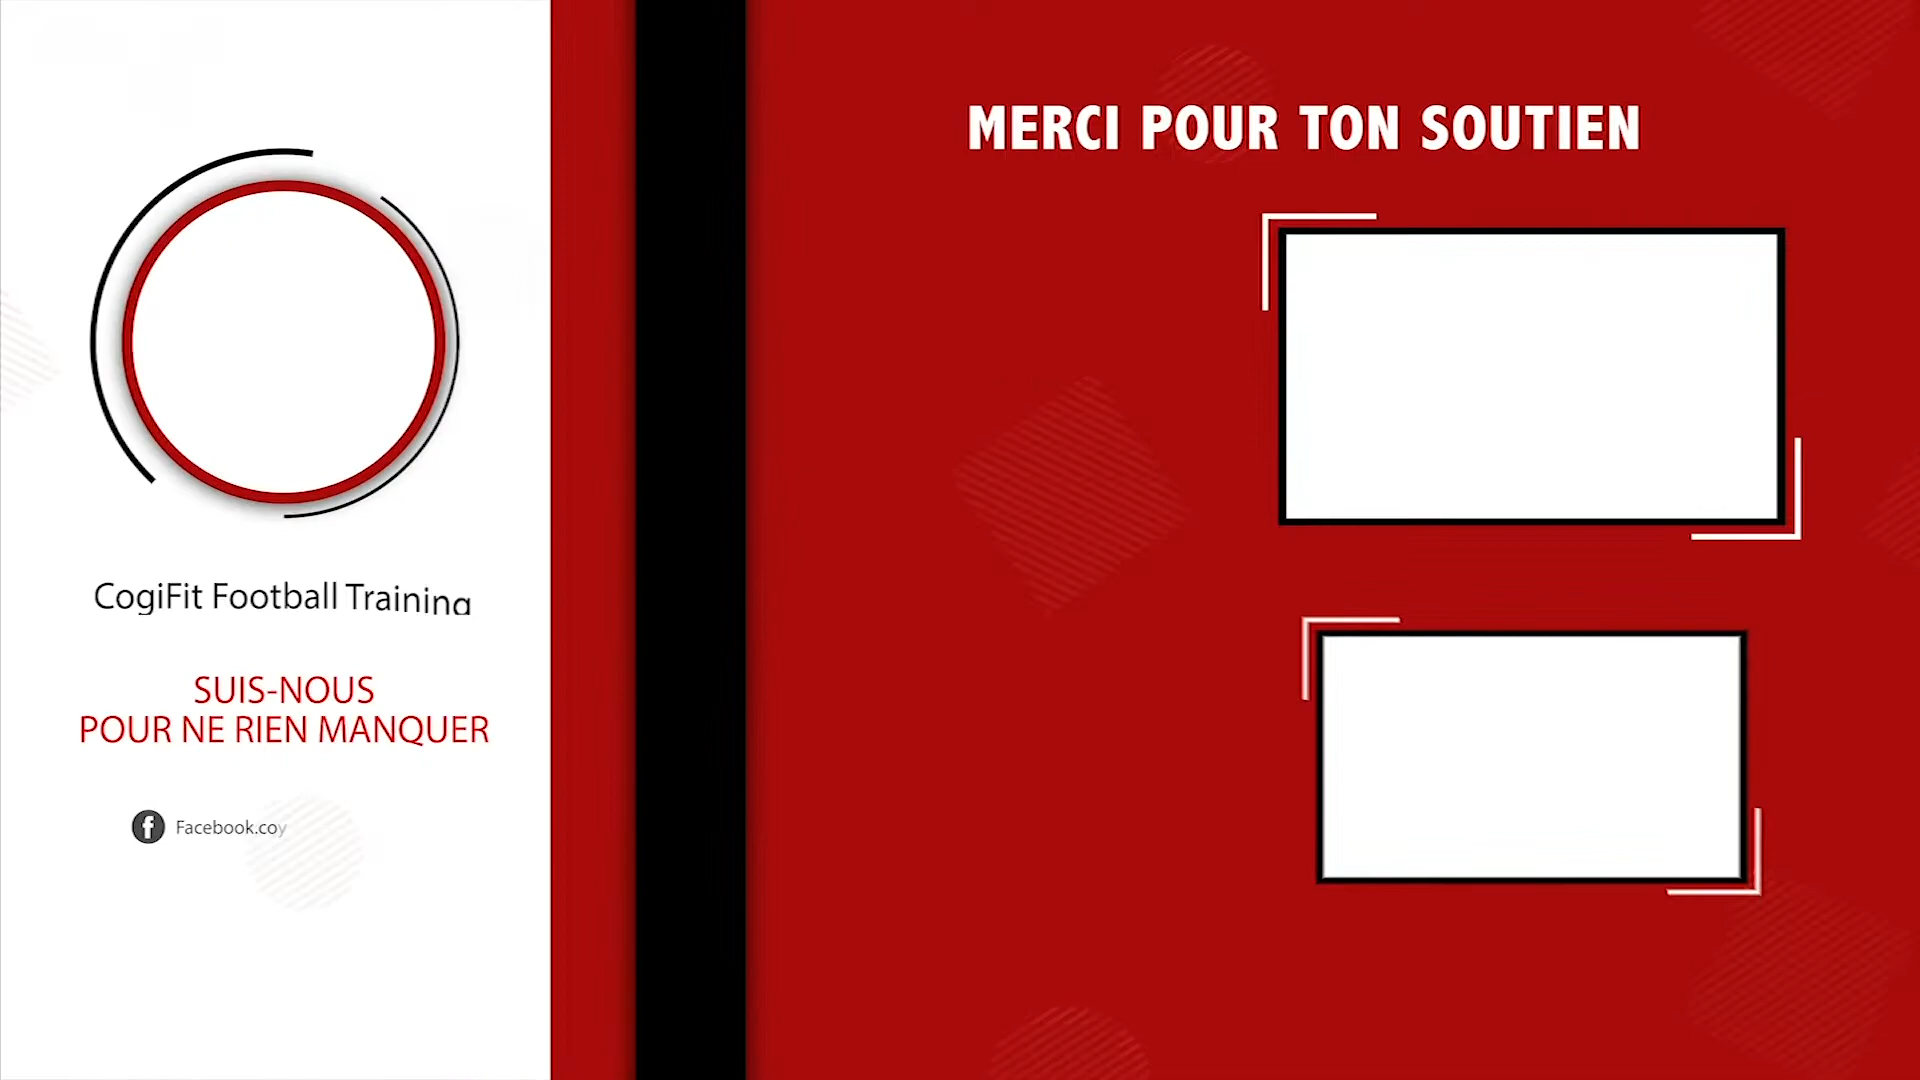 MERCI POUR TON SOUTIEN
CogiFit Football Training
SUIS-NOUS
POUR NE RIEN MANQUER
Facebook.coy